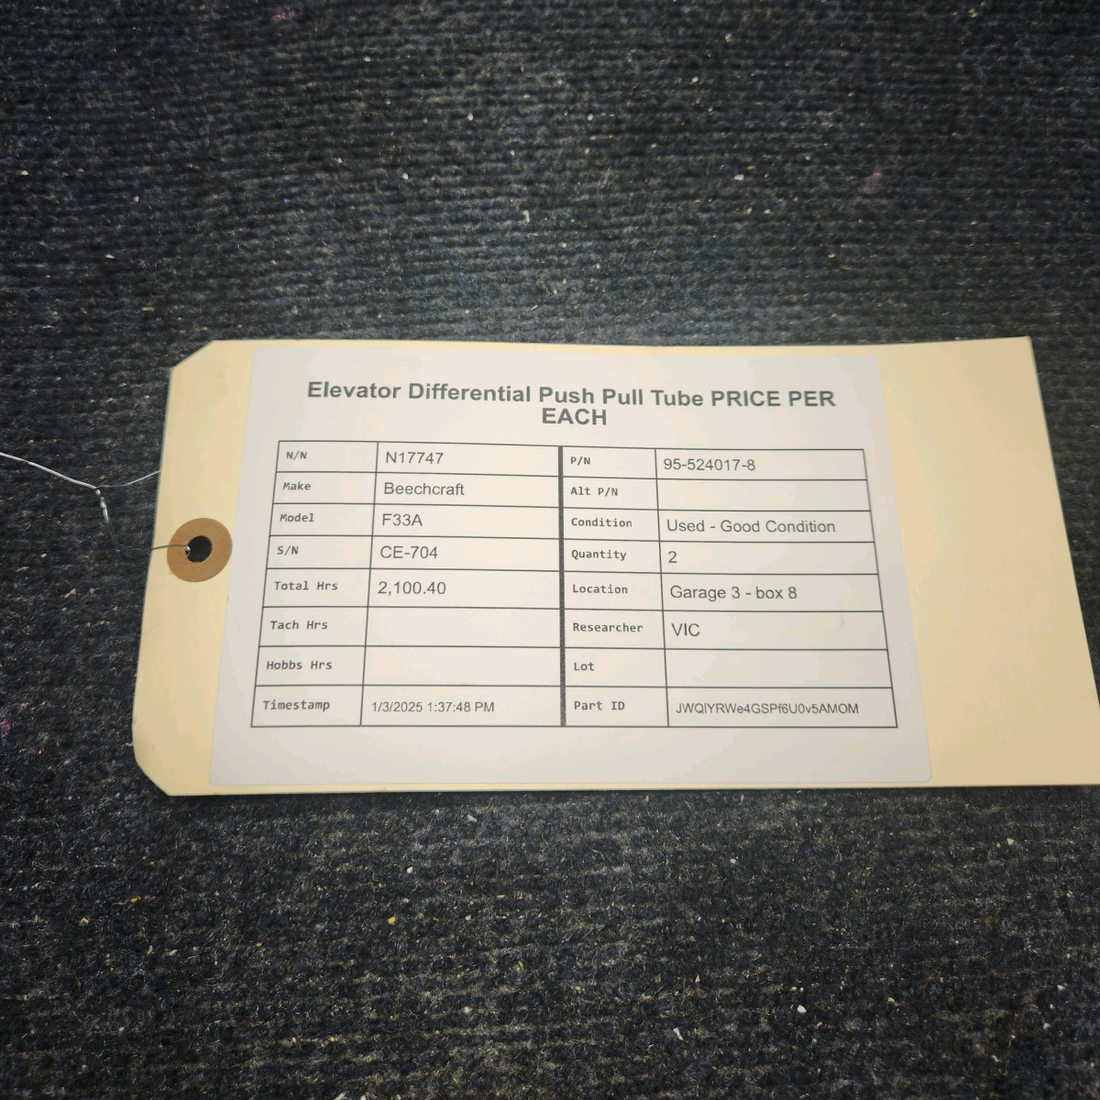 Elevator Differential Push Pull Tube PRICE PER
EACH
N/N N17747 P/N 95-524017-8
Make Beechcraft Alt P/N
Model F33A Condition Used - Good Condition
S/N CE-704 Quantity 2
Total Hrs 2,100.40 Location Garage 3 - box 8
Tach Hrs Researcher VIC
Hobbs Hrs Lot
Timestamp 1/3/2025 1:37:48 PM Part ID JWQIYRWe4GSPf6U0v5AMOM